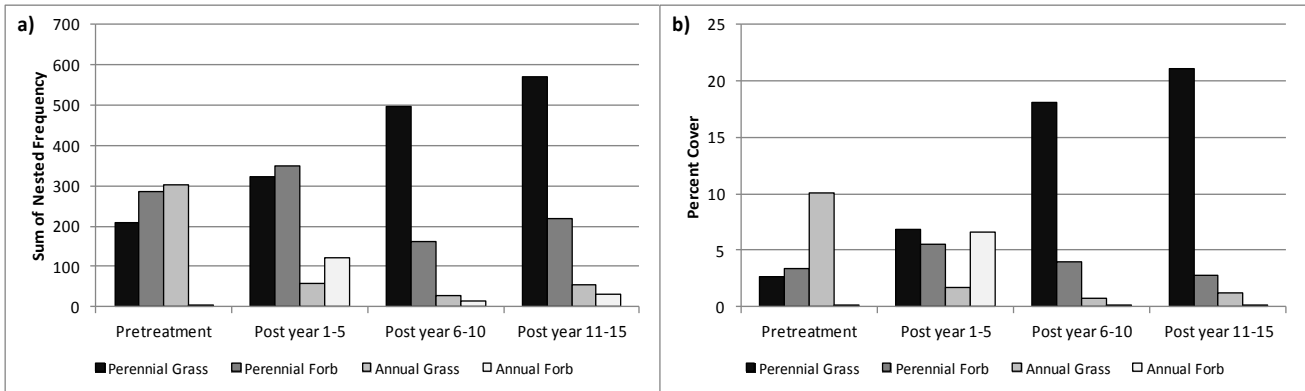 a)
700
600
500
400
300
200
100
0
Sum of Nested Frequency
Pretreatment Post year 1-5 Post year 6-10 Post year 11-15
Perennial Grass Perennial Forb Annual Grass Annual Forb
b)
25
20
15
10
5
0
Percent Cover
Pretreatment Post year 1-5 Post year 6-10 Post year 11-15
Perennial Grass Perennial Forb Annual Grass Annual Forb